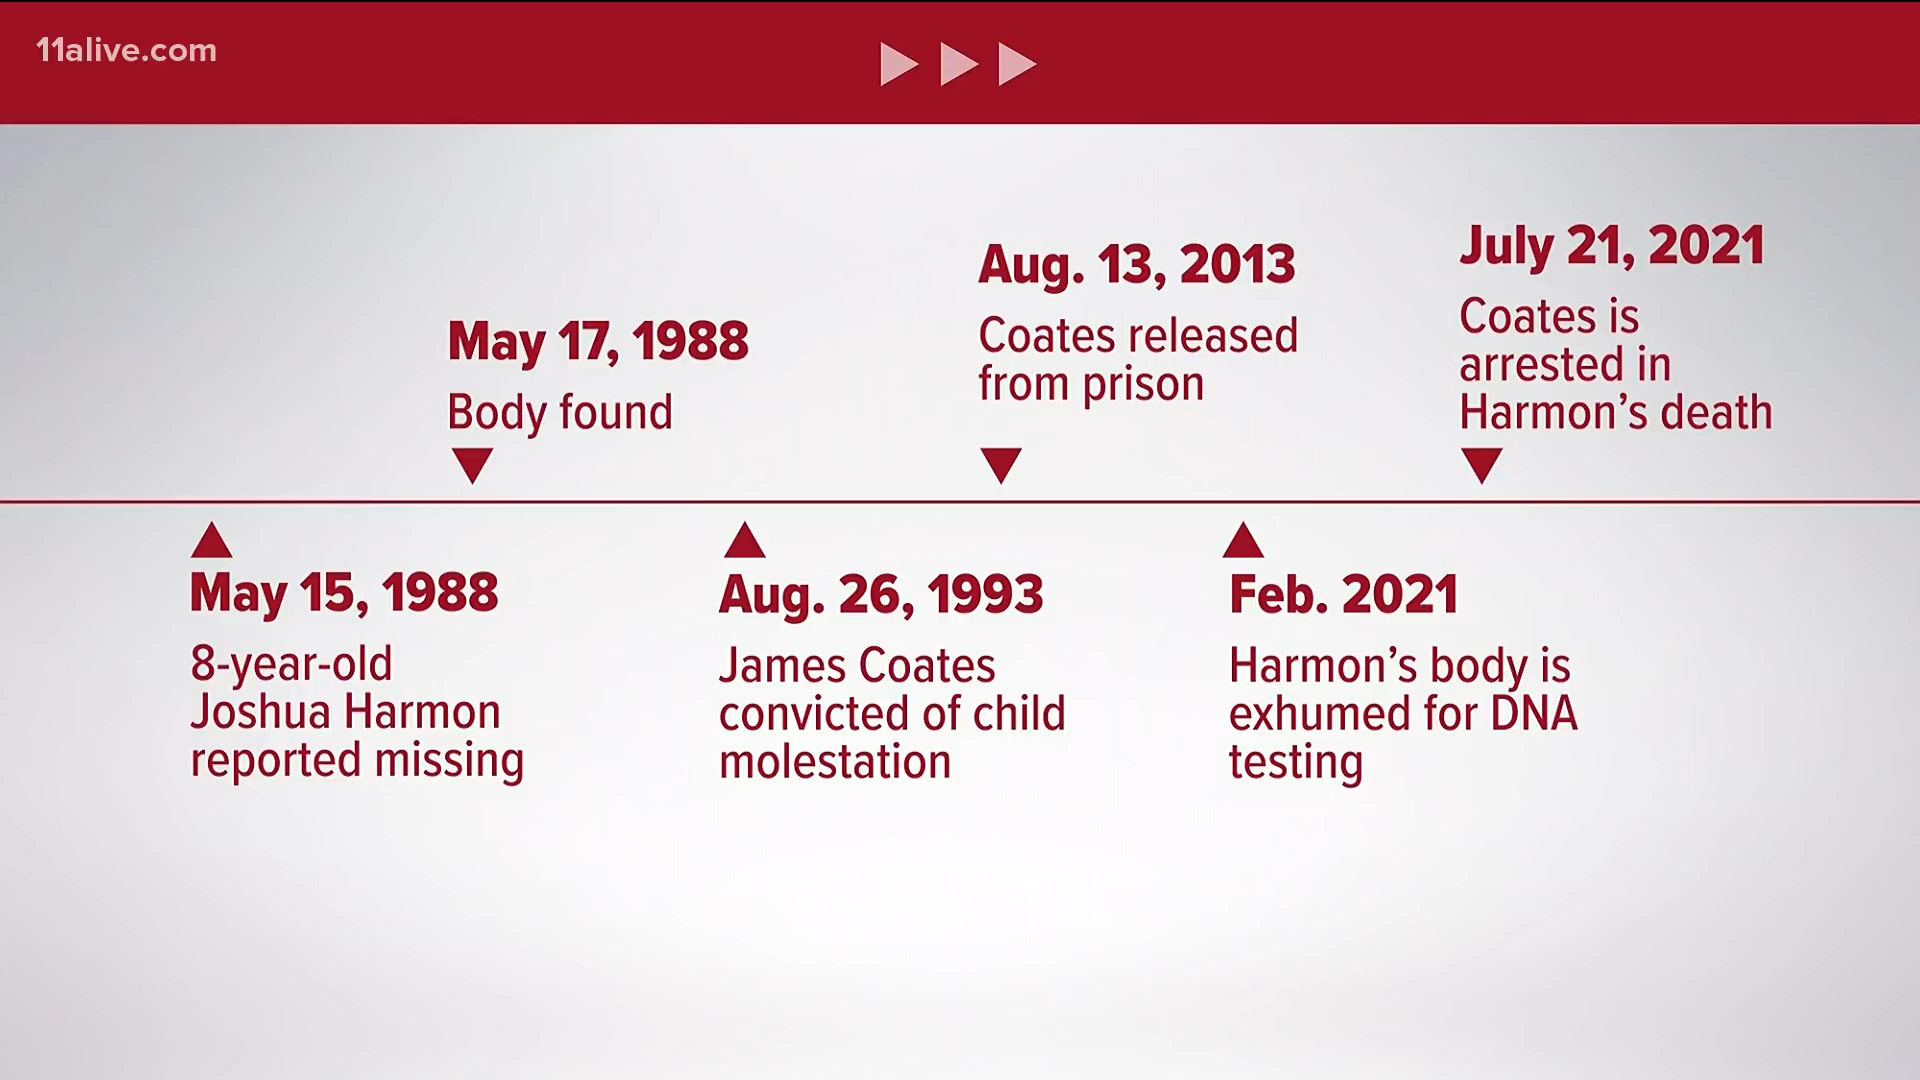 11alive.com
May 15, 1988
8-year-old
Joshua Harmon
reported missing
May 17, 1988
Body found
Aug. 26, 1993
James Coates
convicted of child
molestation
Aug. 13, 2013
Coates released
from prison
Feb. 2021
Harmon’s body is
exhumed for DNA
testing
July 21, 2021
Coates is
arrested in
Harmon’s death